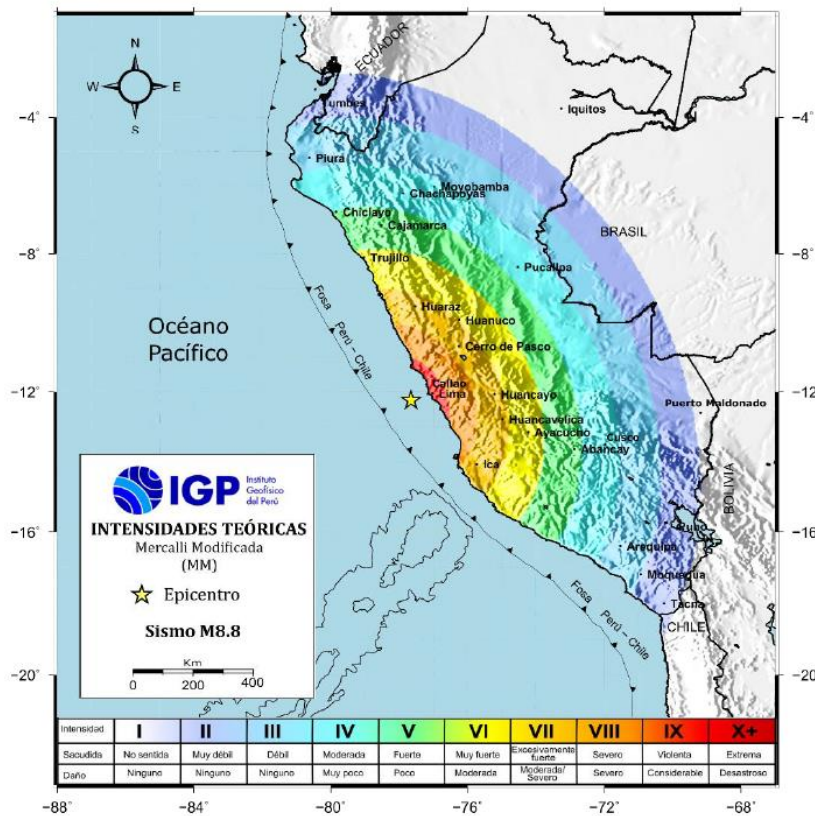 N
W E
S
ECUADOR
Tumbes
Iquitos
Piura
Moyobamba
Chachapoyas
Chiclayo
Cajamarca
BRASIL
Pucallpa
Trujillo
Fosa Perú - Chile
Huaraz
Huanuco
Océano
Pacífico
Cerro de Pasco
Callao
Lima
Huancayo
Puerto Maldonado
Huancavelica
Ayacucho
Cusco
Abancay
Ica
BOLIVIA
Puno
Arequipa
Moquegua
Tacna
CHILE
Fosa Perú - Chile
IGP
Instituto
Geofísico
del Perú
INTENSIDADES TEÓRICAS
Mercalli Modificada
(MM)
Epicentro
Sismo M8.8
Km
0 200 400
Intensidad I II III IV V VI VII VIII IX X+
Sacudida No sentida Muy débil Débil Moderada Fuerte Muy fuerte Excesivamente fuerte Severo Violenta Extrema
Daño Ninguno Ninguno Ninguno Muy poco Poco Moderada Moderada/ Severo Severo Considerable Desastroso
−4°
−8°
−12°
−16°
−20°
−88° −84° −80° −76° −72° −68°